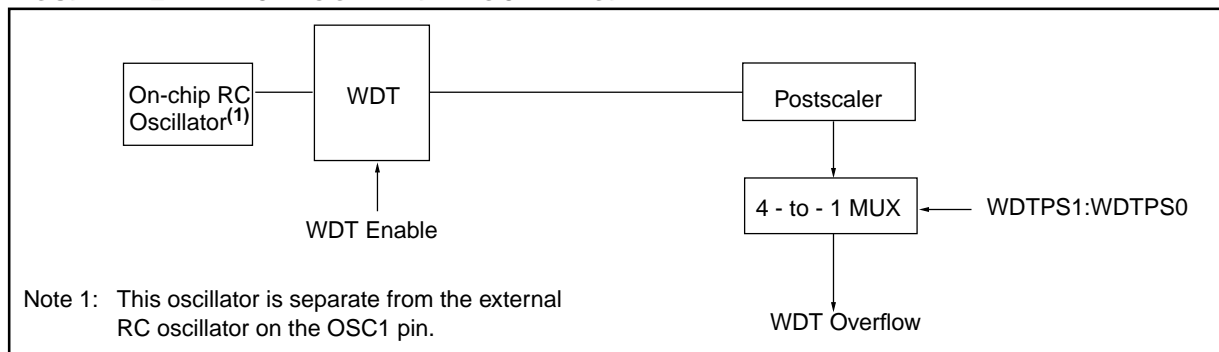 On-chip RC
Oscillator(1)
WDT
Postscaler
4 - to - 1 MUX
WDTPS1:WDTPS0
WDT Enable
WDT Overflow
Note 1: This oscillator is separate from the external
RC oscillator on the OSC1 pin.